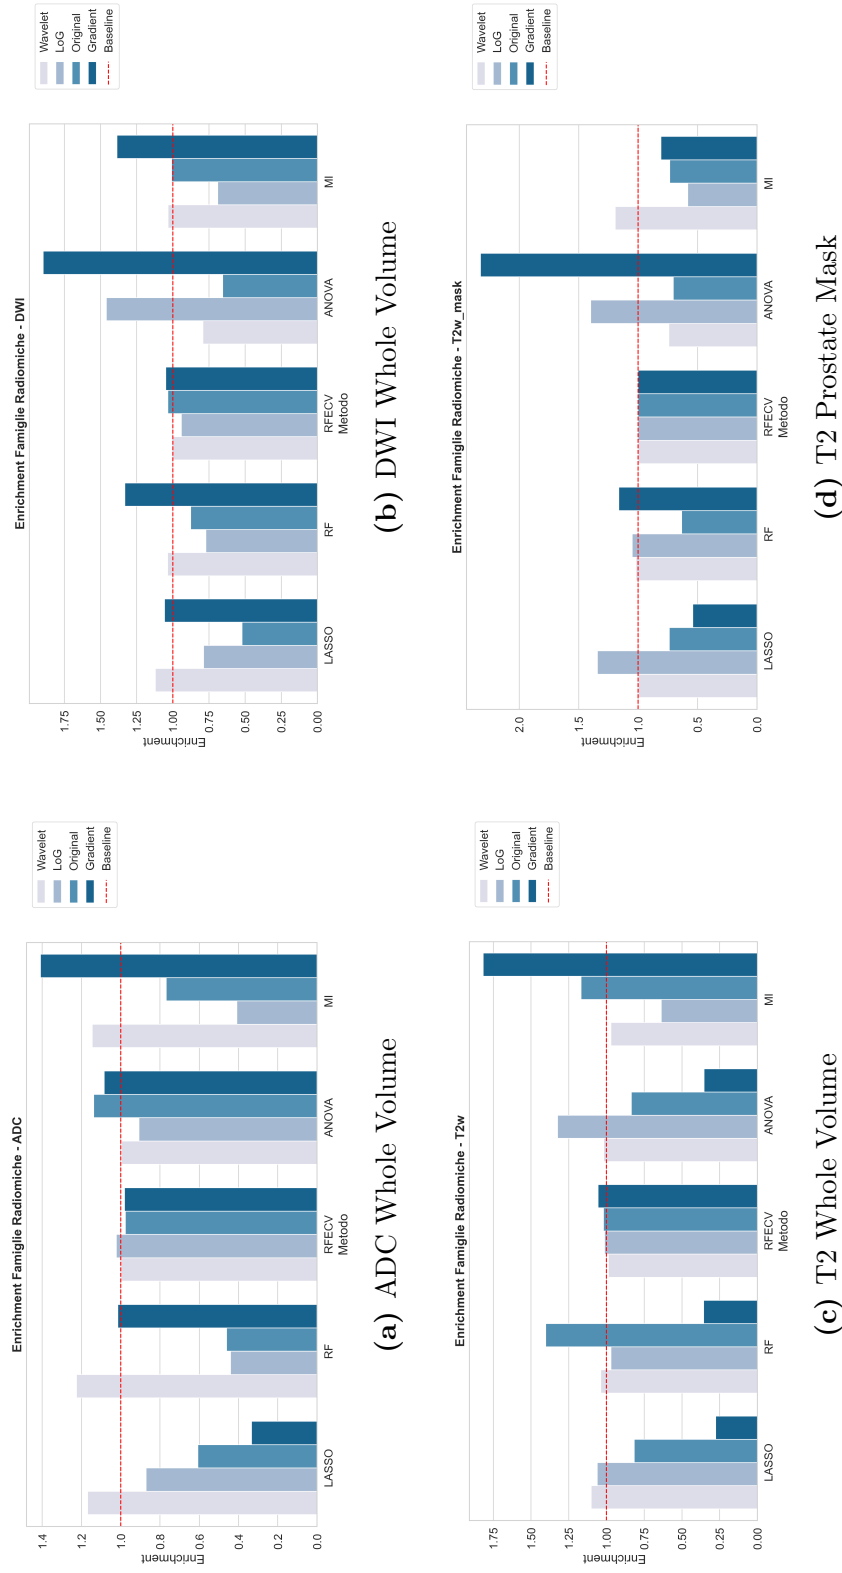 Enrichment Famiglie Radiomiche - ADC
Enrichment
0.0
0.2
0.4
0.6
0.8
1.0
1.2
1.4
LASSO
RF
RFECV
ANOVA
MI
Metodo
Wavelet
LoG
Original
Gradient
Baseline
(a) ADC Whole Volume
Enrichment Famiglie Radiomiche - DWI
Enrichment
0.00
0.25
0.50
0.75
1.00
1.25
1.50
1.75
LASSO
RF
RFECV
ANOVA
MI
Metodo
Wavelet
LoG
Original
Gradient
Baseline
(b) DWI Whole Volume
Enrichment Famiglie Radiomiche - T2w
Enrichment
0.00
0.25
0.50
0.75
1.00
1.25
1.50
1.75
LASSO
RF
RFECV
ANOVA
MI
Metodo
Wavelet
LoG
Original
Gradient
Baseline
(c) T2 Whole Volume
Enrichment Famiglie Radiomiche - T2w_mask
Enrichment
0.0
0.5
1.0
1.5
2.0
LASSO
RF
RFECV
ANOVA
MI
Metodo
Wavelet
LoG
Original
Gradient
Baseline
(d) T2 Prostate Mask